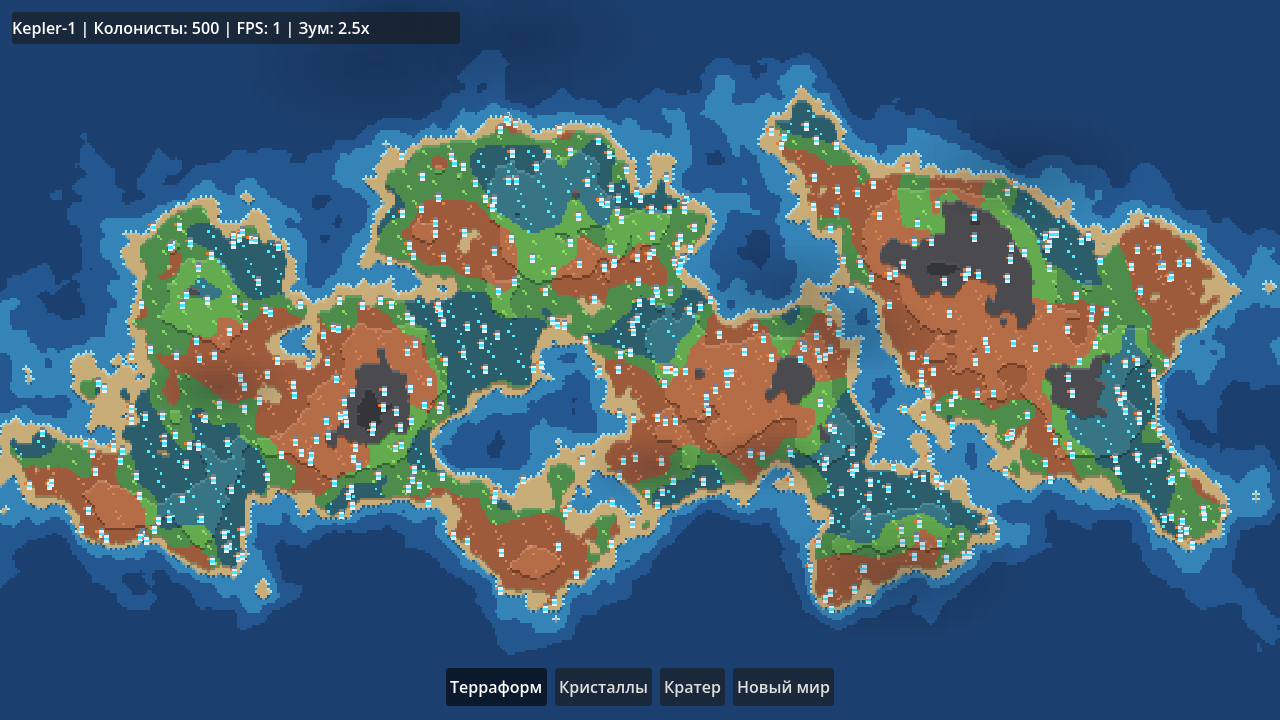 Kepler-1 | Колонисты: 500 | FPS: 1 | Зум: 2.5x
Терраформ Кристаллы Кратер Новый мир